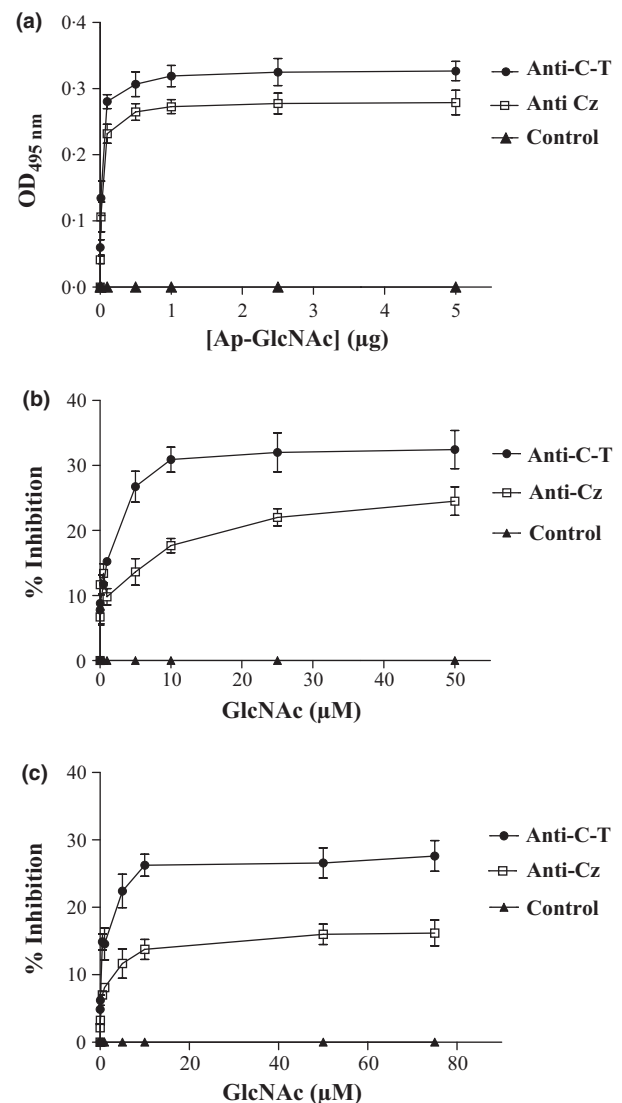 (a)
0·4
0·3
0·2
0·1
0·0
OD495 nm
0 1 2 3 4 5
[Ap-GlcNAc] (µg)
Anti-C-T
Anti Cz
Control
(b)
40
30
20
10
0
% Inhibition
0 10 20 30 40 50
GlcNAc (µM)
Anti-C-T
Anti-Cz
Control
(c)
40
30
20
10
0
% Inhibition
0 20 40 60 80
GlcNAc (µM)
Anti-C-T
Anti-Cz
Control